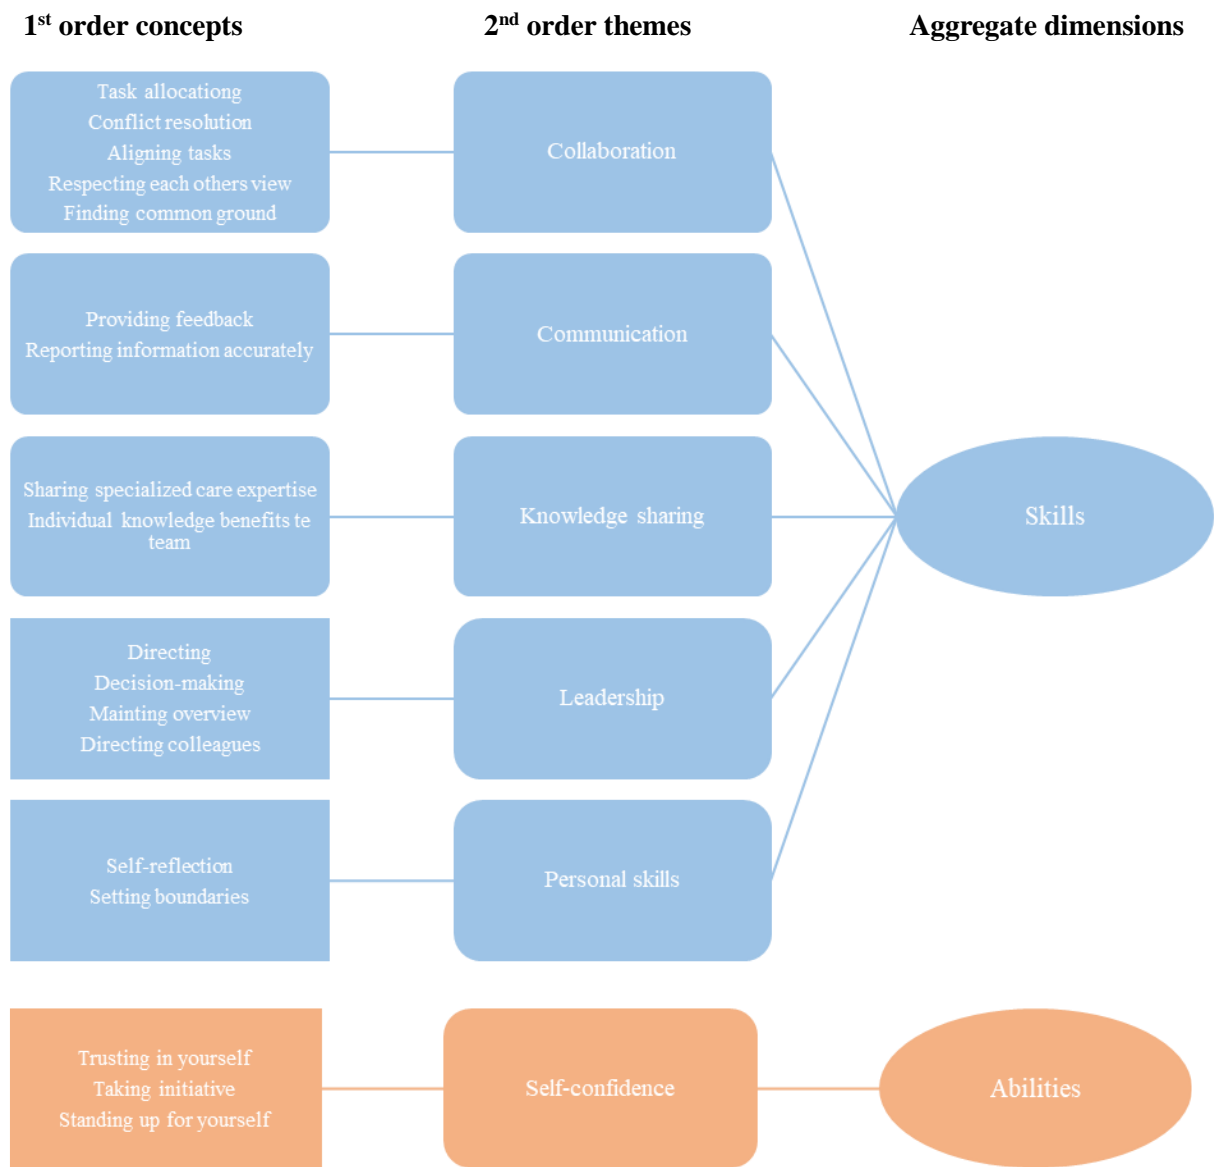 1st order concepts
2nd order themes
Aggregate dimensions
Task allocationg
Conflict resolution
Aligning tasks
Respecting each others view
Finding common ground
Collaboration
Providing feedback
Reporting information accurately
Communication
Sharing specialized care expertise
Individual knowledge benefits te
team
Knowledge sharing
Skills
Directing
Decision-making
Mainting overview
Directing colleagues
Leadership
Self-reflection
Setting boundaries
Personal skills
Trusting in yourself
Taking initiative
Standing up for yourself
Self-confidence
Abilities